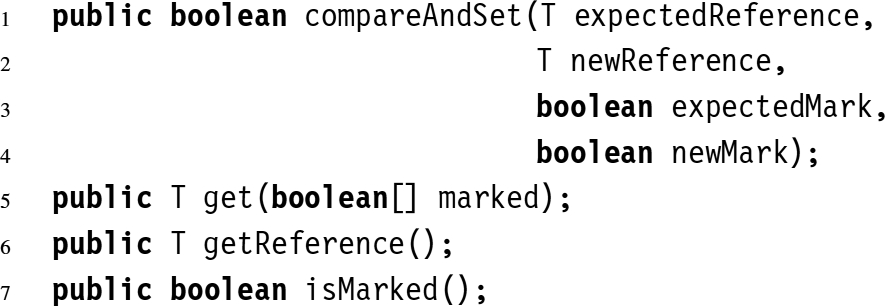 1 public boolean compareAndSet(T expectedReference,
2 T newReference,
3 boolean expectedMark,
4 boolean newMark);
5 public T get(boolean[] marked);
6 public T getReference();
7 public boolean isMarked();